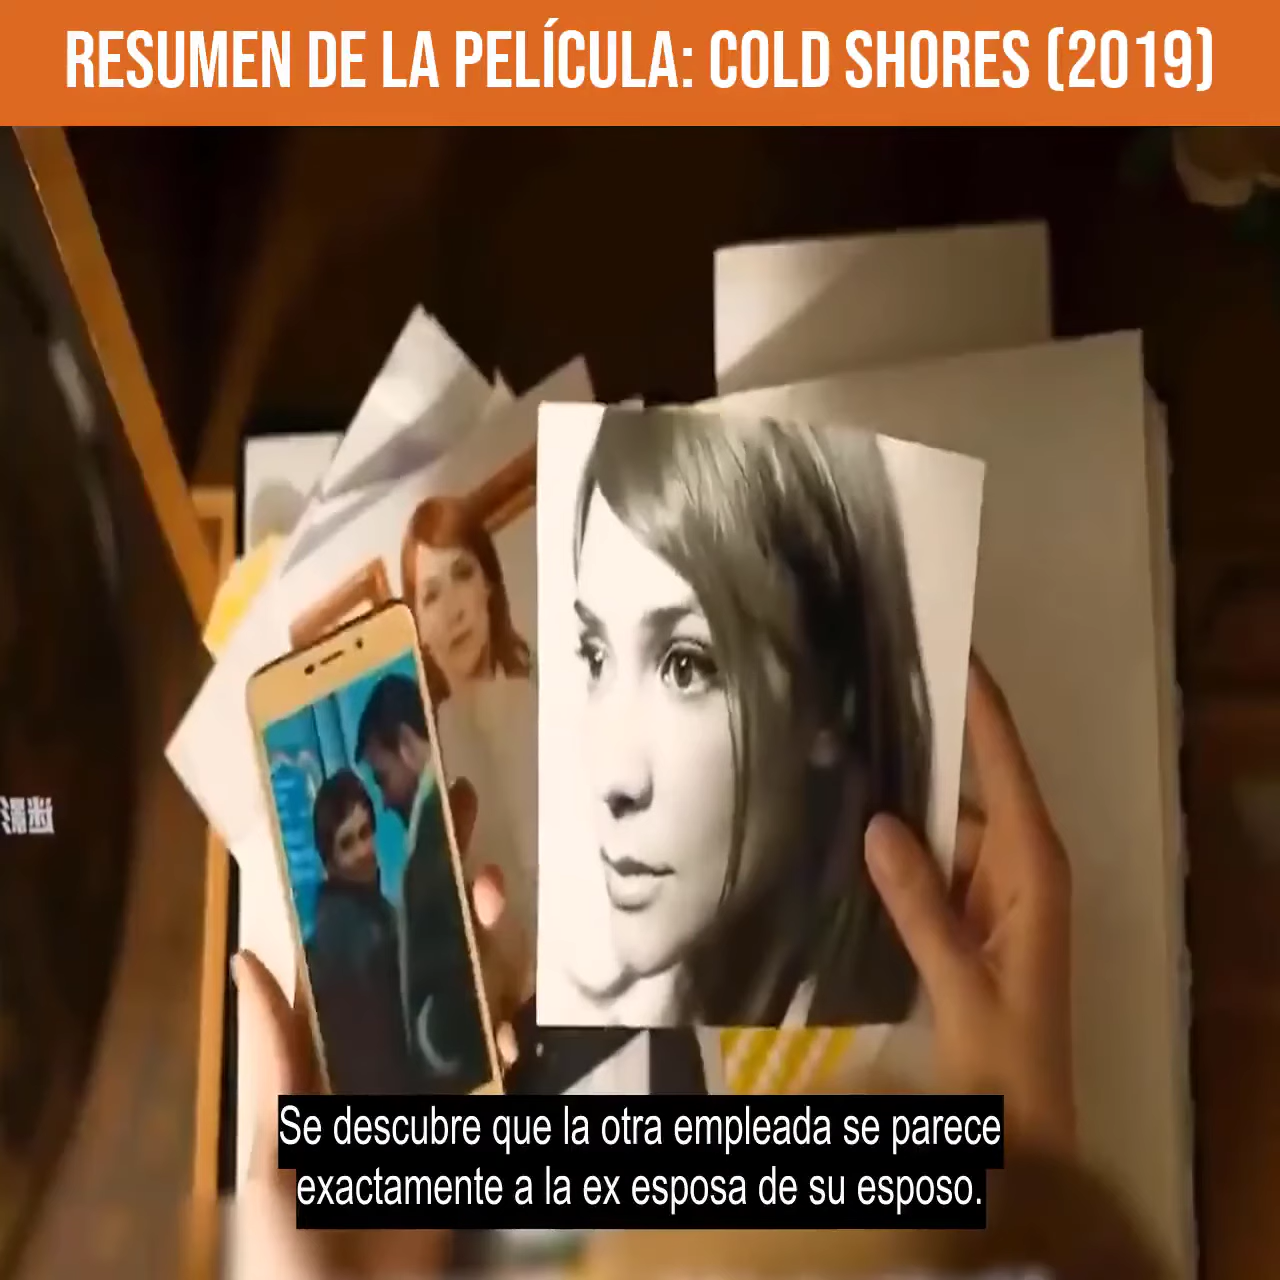 RESUMEN DE LA PELÍCULA: COLD SHORES (2019)
Se descubre que la otra empleada se parece
exactamente a la ex esposa de su esposo.